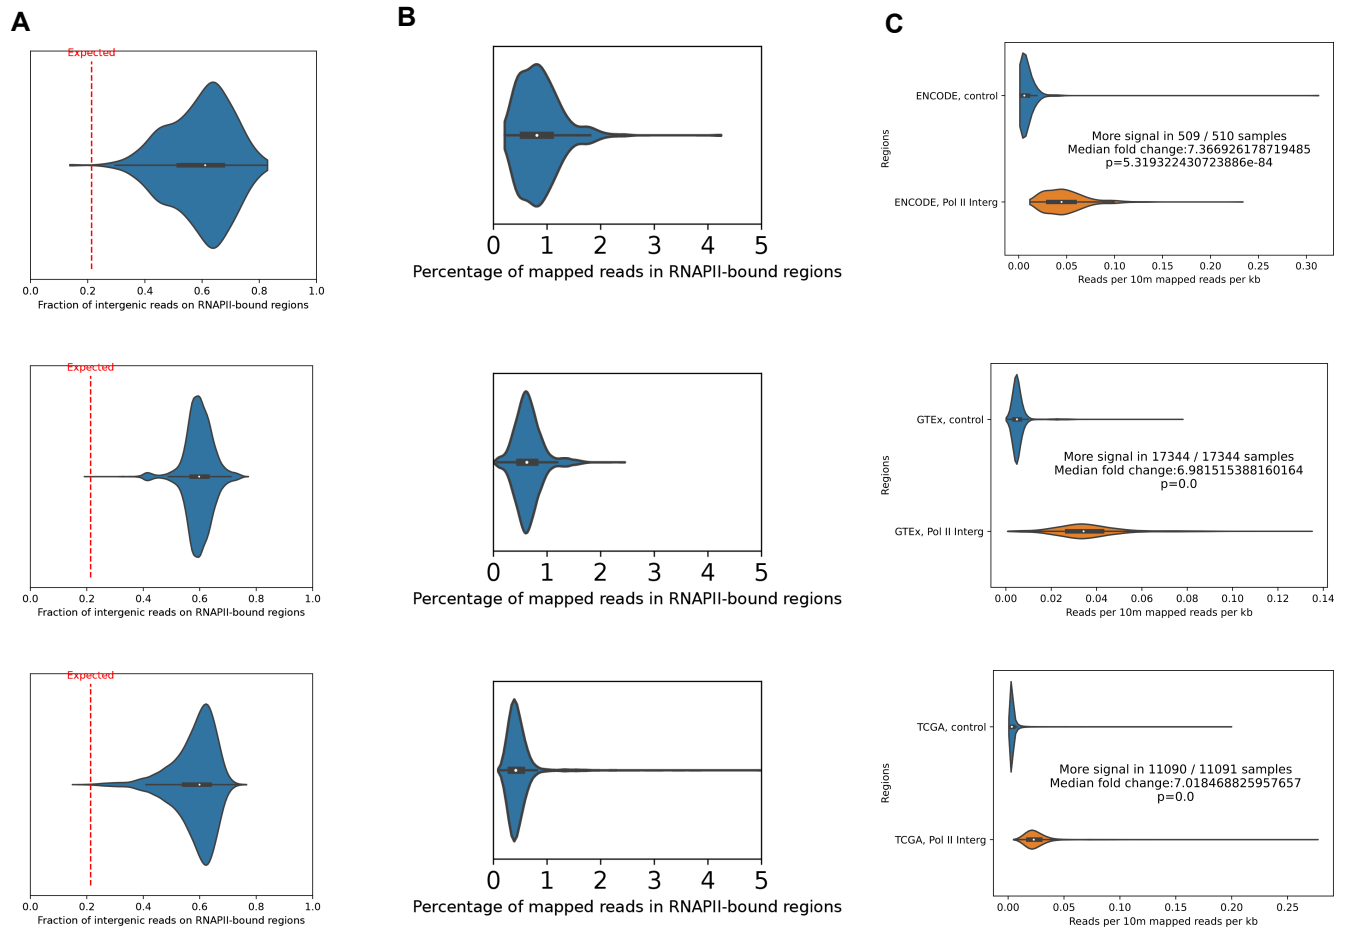 A
B
C
Expected
0.0 0.2 0.4 0.6 0.8 1.0
Fraction of intergenic reads on RNAPII-bound regions
0 1 2 3 4 5
Percentage of mapped reads in RNAPII-bound regions
Regions
ENCODE, control
ENCODE, Pol II Interg
More signal in 509 / 510 samples
Median fold change:7.366926178719485
p=5.319322430723886e-84
0.00 0.05 0.10 0.15 0.20 0.25 0.30
Reads per 10m mapped reads per kb
Expected
0.0 0.2 0.4 0.6 0.8 1.0
Fraction of intergenic reads on RNAPII-bound regions
0 1 2 3 4 5
Percentage of mapped reads in RNAPII-bound regions
Regions
GTEx, control
GTEx, Pol II Interg
More signal in 17344 / 17344 samples
Median fold change:6.981515388160164
p=0.0
0.00 0.02 0.04 0.06 0.08 0.10 0.12 0.14
Reads per 10m mapped reads per kb
Expected
0.0 0.2 0.4 0.6 0.8 1.0
Fraction of intergenic reads on RNAPII-bound regions
0 1 2 3 4 5
Percentage of mapped reads in RNAPII-bound regions
Regions
TCGA, control
TCGA, Pol II Interg
More signal in 11090 / 11091 samples
Median fold change:7.018468825957657
p=0.0
0.00 0.05 0.10 0.15 0.20 0.25
Reads per 10m mapped reads per kb